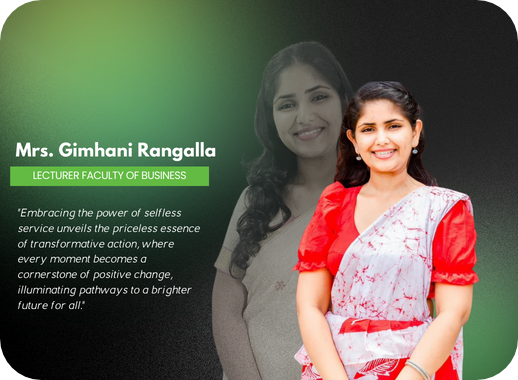 Mrs. Gimhani Rangalla
LECTURER FACULTY OF BUSINESS
"Embracing the power of selfless
service unveils the priceless essence
of transformative action, where
every moment becomes a
cornerstone of positive change,
illuminating pathways to a brighter
future for all."